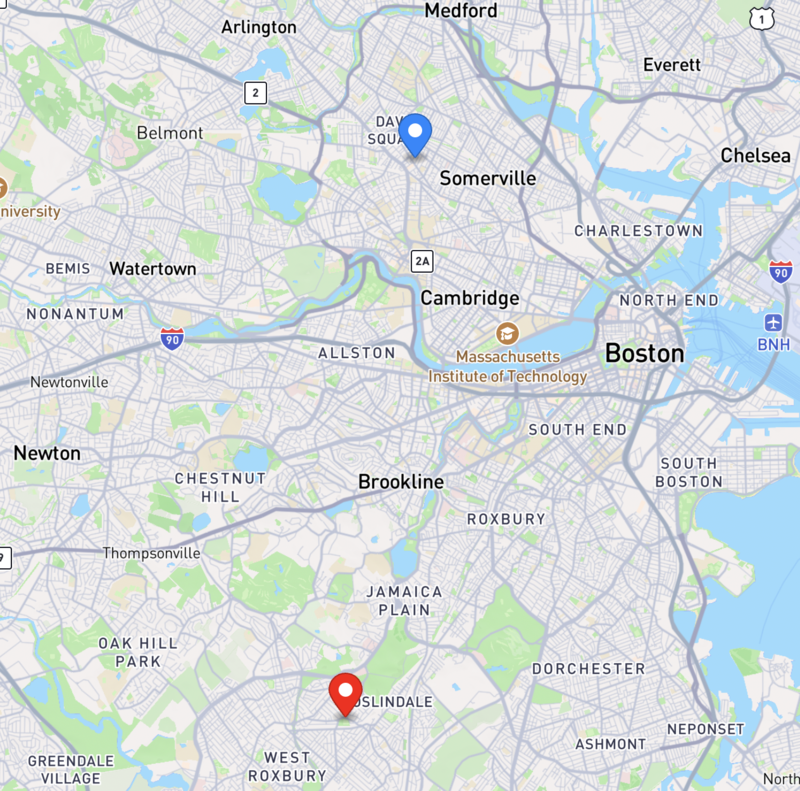 Medford
1
Arlington
Everett
2
DAV
SQUA
Belmont
Chelsea
Somerville
niversity
CHARLESTOWN
2A
90
BEMIS
Watertown
Cambridge
NORTH END
NONANTUM
90
BNH
ALLSTON
Massachusetts
Institute of Technology
Boston
Newtonville
SOUTH END
Newton
CHESTNUT
HILL
SOUTH
BOSTON
Brookline
ROXBURY
9
Thompsonville
JAMAICA
PLAIN
OAK HILL
PARK
DORCHESTER
OSLINDALE
NEPONSET
ASHMONT
WEST
ROXBURY
GREENDALE
VILLAGE
North